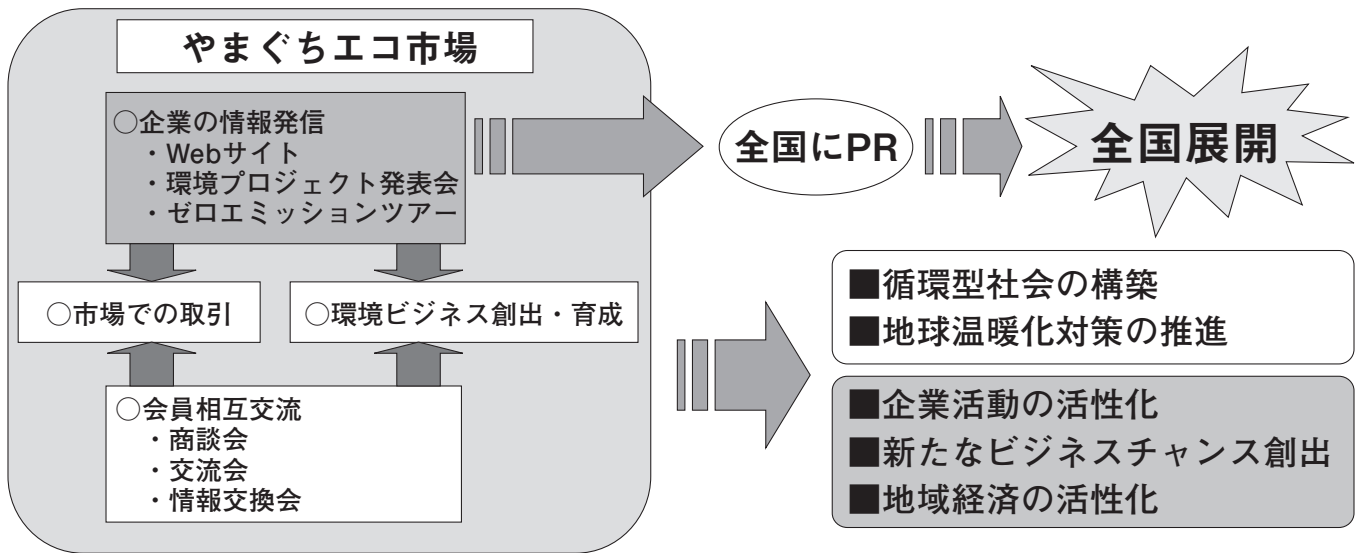 やまぐちエコ市場
○企業の情報発信
・Webサイト
・環境プロジェクト発表会
・ゼロエミッションツアー
○市場での取引
○環境ビジネス創出・育成
○会員相互交流
・商談会
・交流会
・情報交換会
全国にPR
全国展開
■循環型社会の構築
■地球温暖化対策の推進
■企業活動の活性化
■新たなビジネスチャンス創出
■地域経済の活性化